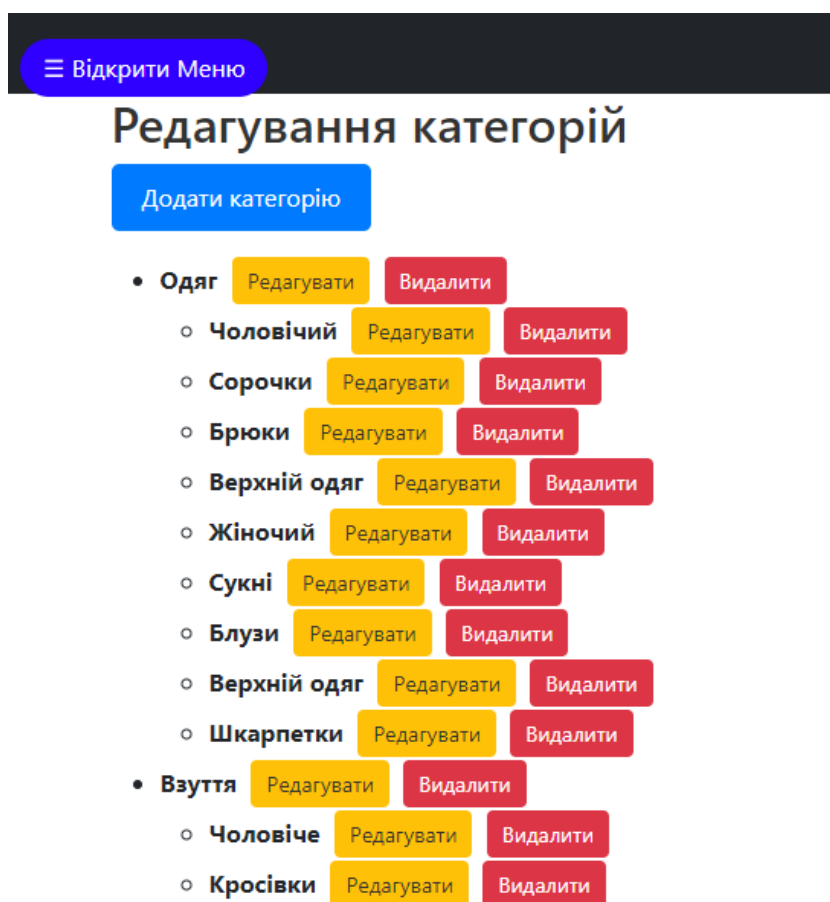 ☰ Відкрити Меню
Редагування категорій
Додати категорію
Одяг Редагувати Видалити
Чоловічий Редагувати Видалити
Сорочки Редагувати Видалити
Брюки Редагувати Видалити
Верхній одяг Редагувати Видалити
Жіночий Редагувати Видалити
Сукні Редагувати Видалити
Блузи Редагувати Видалити
Верхній одяг Редагувати Видалити
Шкарпетки Редагувати Видалити
Взуття Редагувати Видалити
Чоловіче Редагувати Видалити
Кросівки Редагувати Видалити